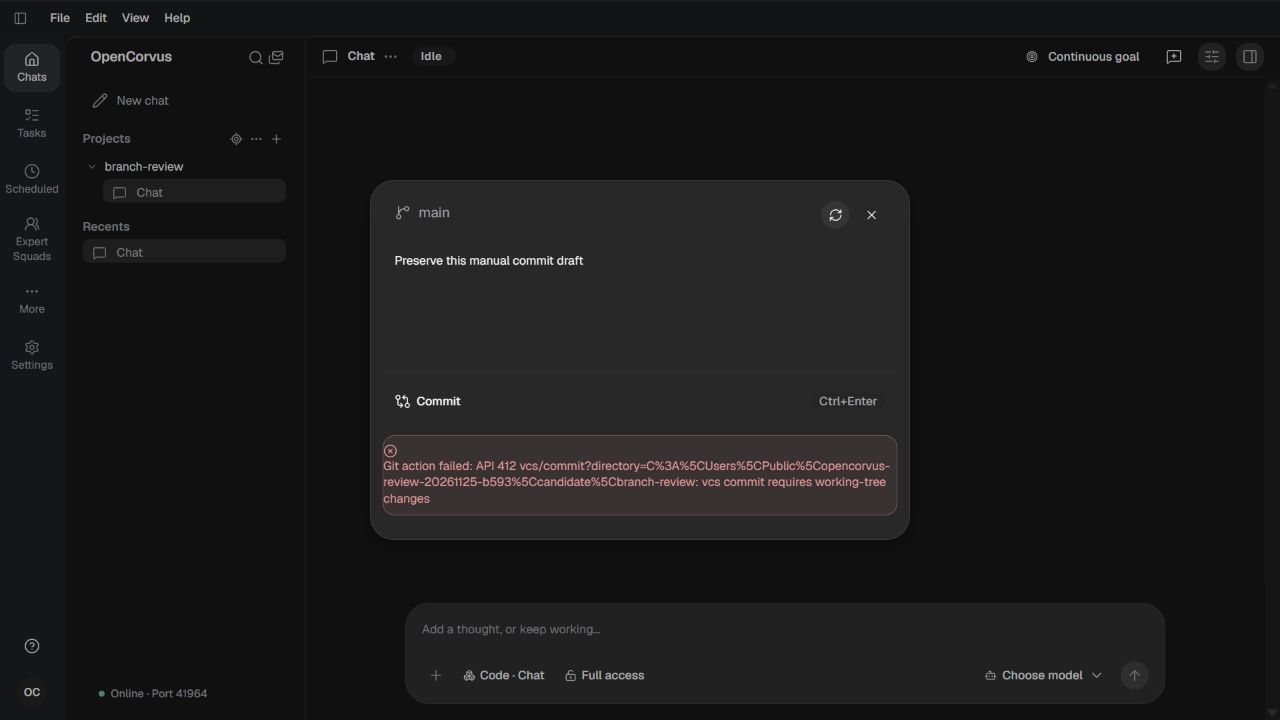 File Edit View Help
OpenCorvus
Chat ··· Idle
Continuous goal
Chats
New chat
Tasks
Projects
branch-review
Scheduled
Chat
Expert
Squads
Recents
Chat
More
Settings
main
Preserve this manual commit draft
Commit Ctrl+Enter
Git action failed: API 412 vcs/commit?directory=C%3A%5CUsers%5CPublic%5Copencorvus-
review-20261125-b593%5Ccandidate%5Cbranch-review: vcs commit requires working-tree
changes
Add a thought, or keep working...
Code · Chat Full access Choose model
OC
Online · Port 41964